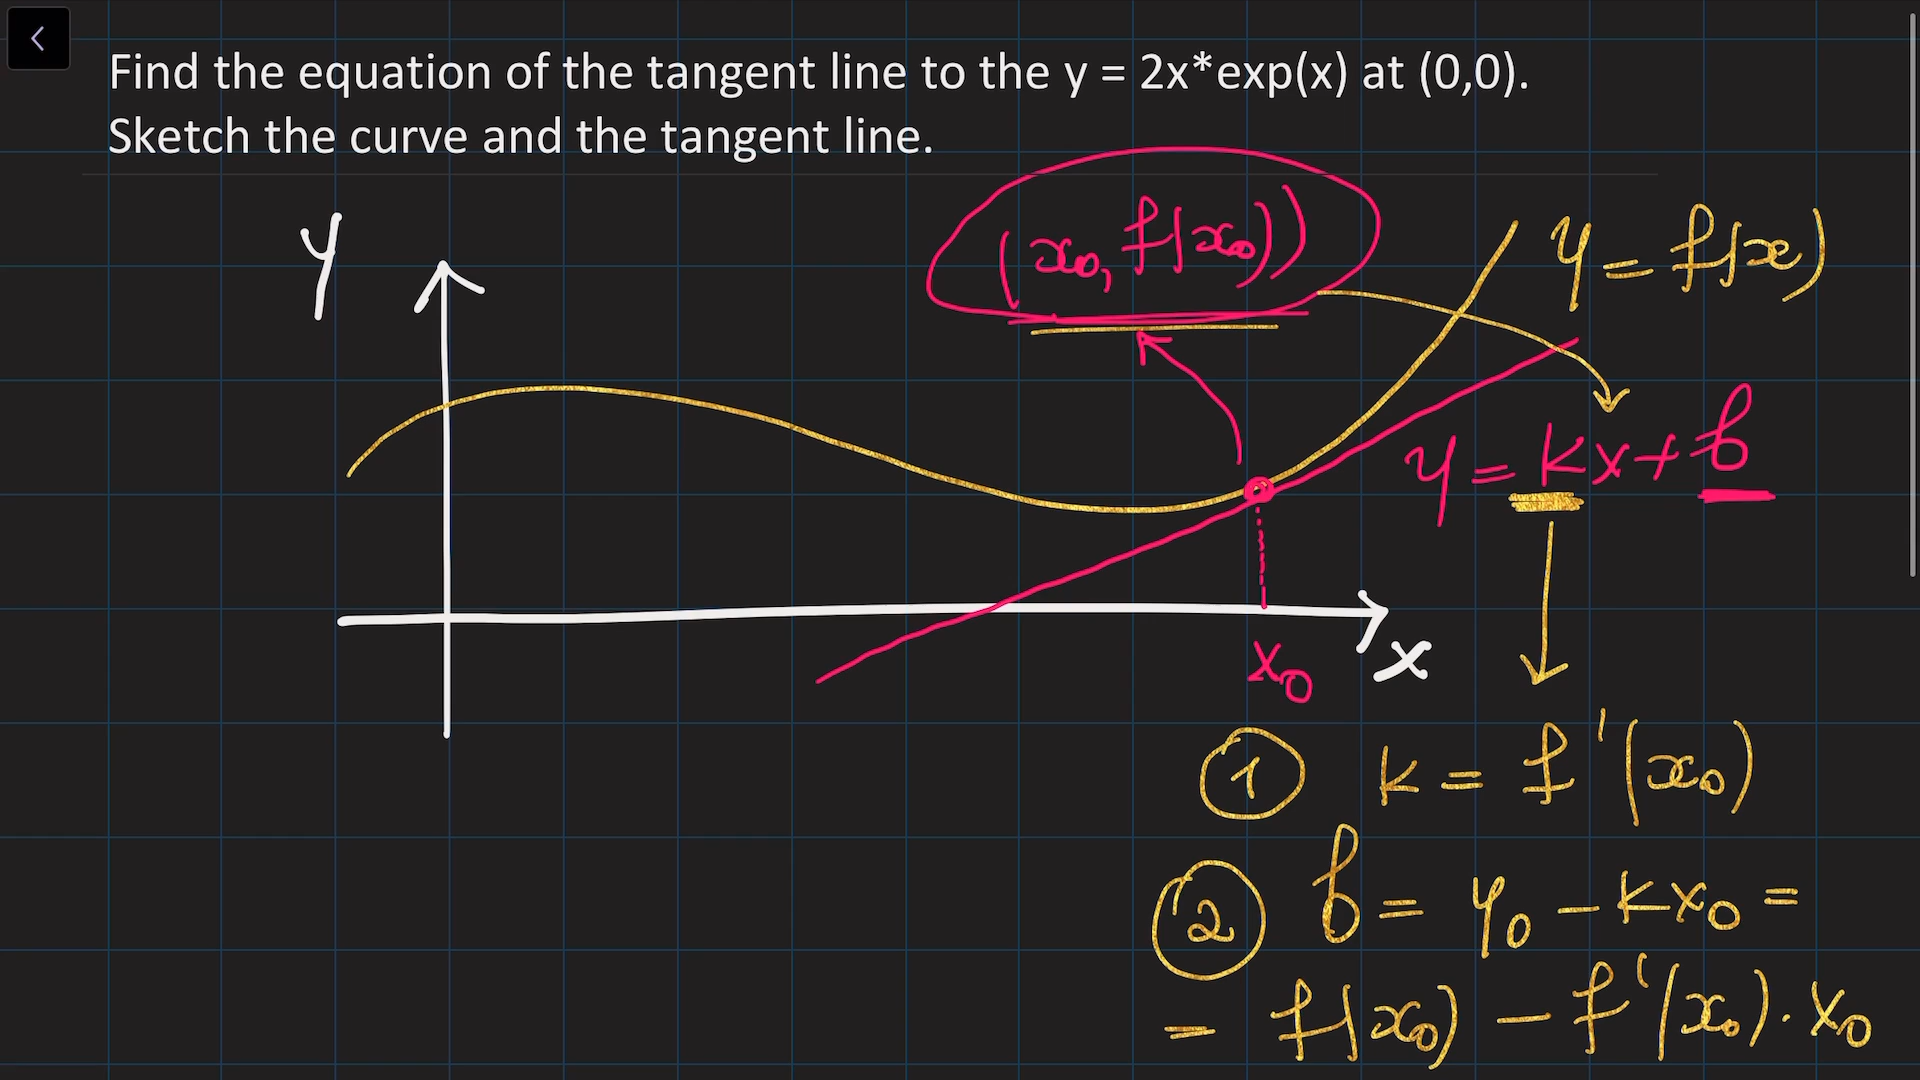 Find the equation of the tangent line to the y = 2x*exp(x) at (0,0).
Sketch the curve and the tangent line.
y
(x₀, f(x₀))
y = f(x)
y = kx+b
x₀
x
① k = f'(x₀)
② b = y₀ − kx₀ =
= f(x₀) − f'(x₀)·x₀